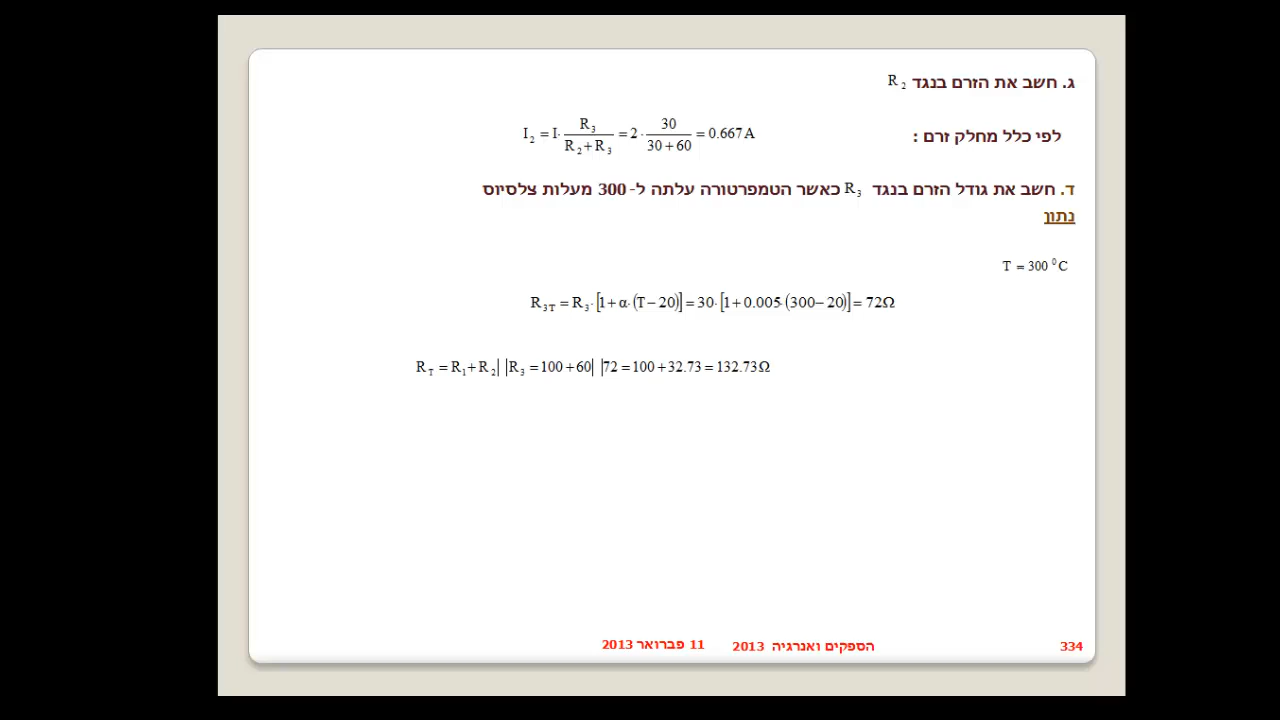 ג. חשב את הזרם בנגד R₂
לפי כלל מחלק זרם : I₂ = I · R₃ / (R₂ + R₃) = 2 · 30 / (30 + 60) = 0.667 A
ד. חשב את גודל הזרם בנגד R₃ כאשר הטמפרטורה עלתה ל- 300 מעלות צלסיוס
נתון
T = 300 ⁰C
R₃T = R₃ · [1 + α · (T − 20)] = 30 · [1 + 0.005 · (300 − 20)] = 72Ω
R_T = R₁ + R₂| |R₃ = 100 + 60| |72 = 100 + 32.73 = 132.73Ω
334 הספקים ואנרגיה 2013 11 פברואר 2013